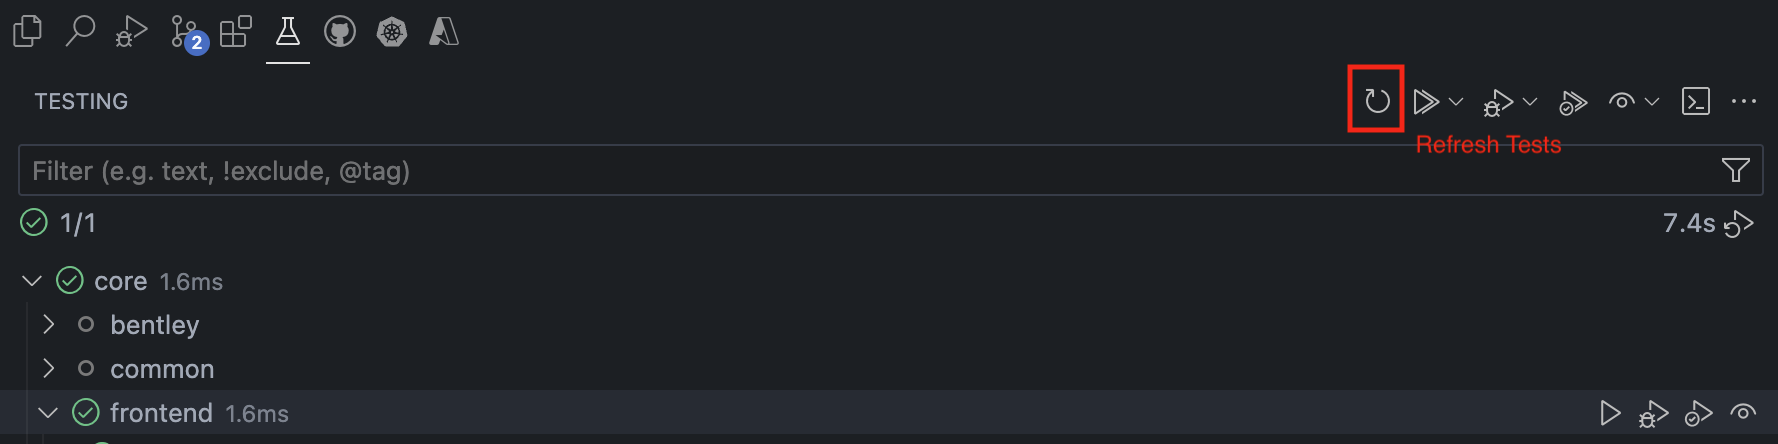 2
TESTING
Refresh Tests
Filter (e.g. text, !exclude, @tag)
1/1 7.4s
core 1.6ms
bentley
common
frontend 1.6ms